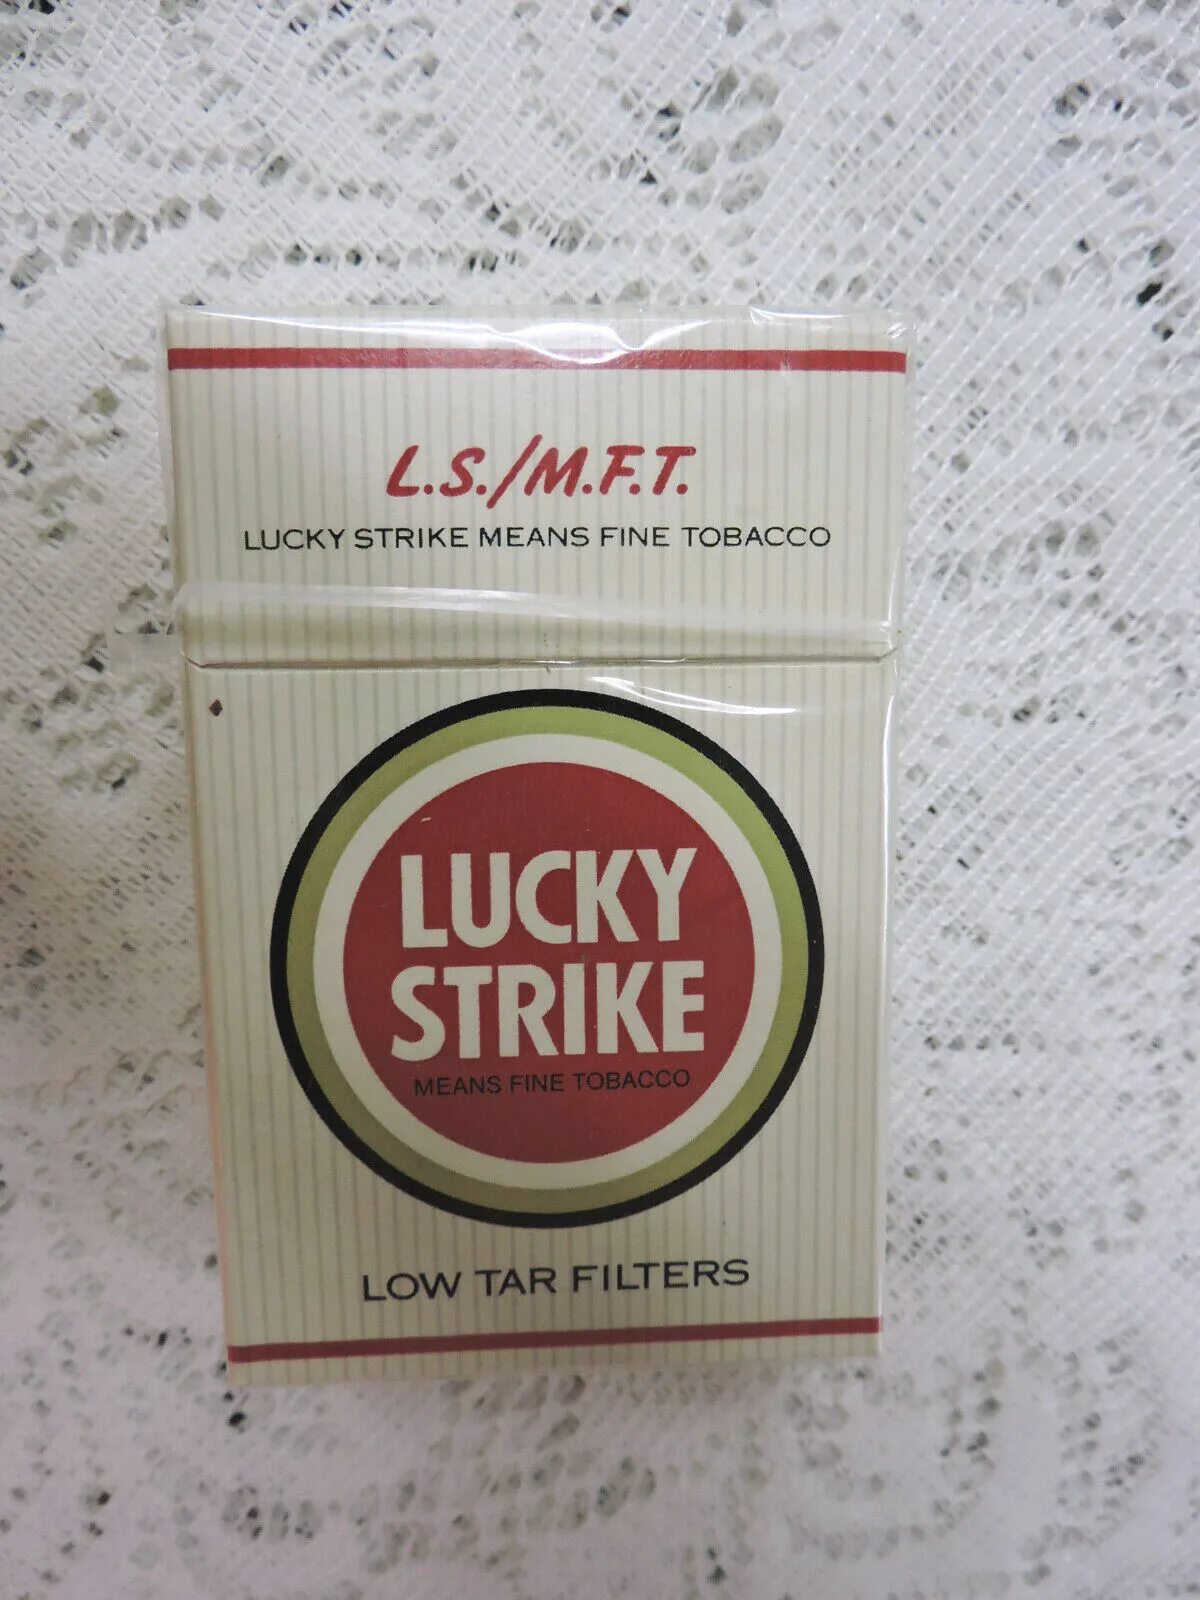 L.S./M.F.T.
LUCKY STRIKE MEANS FINE TOBACCO
LUCKY
STRIKE
MEANS FINE TOBACCO
LOW TAR FILTERS